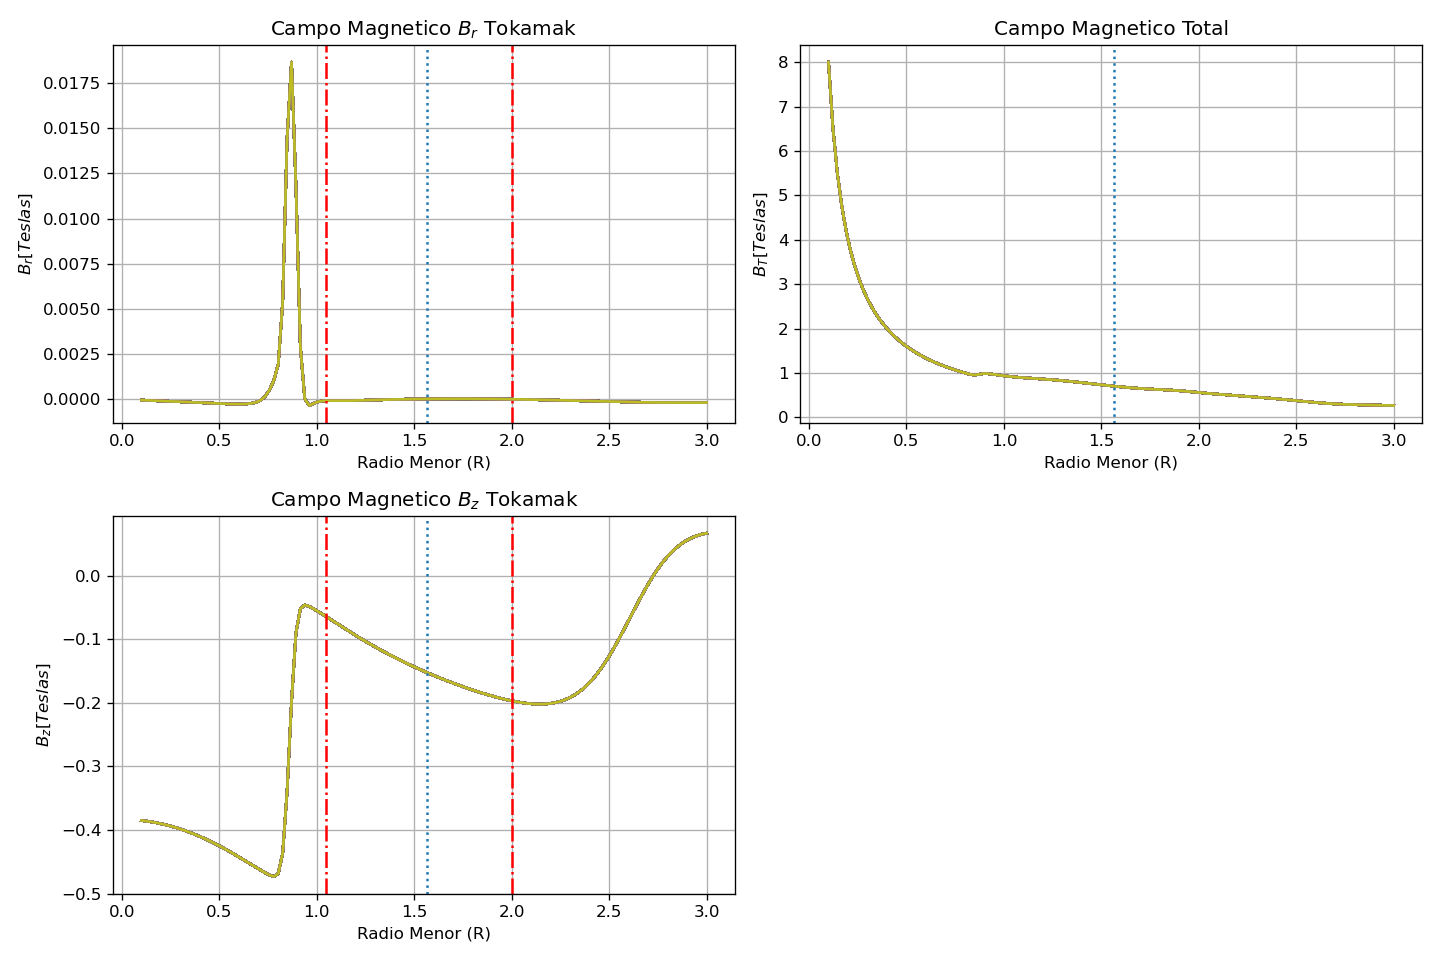 Campo Magnetico $B_r$ Tokamak
0.0175
0.0150
0.0125
0.0100
0.0075
0.0050
0.0025
0.0000
$B_r[Teslas]$
0.0 0.5 1.0 1.5 2.0 2.5 3.0
Radio Menor (R)
Campo Magnetico Total
8
7
6
5
4
3
2
1
0
$B_T[Teslas]$
0.0 0.5 1.0 1.5 2.0 2.5 3.0
Radio Menor (R)
Campo Magnetico $B_z$ Tokamak
0.0
−0.1
−0.2
−0.3
−0.4
−0.5
$B_z[Teslas]$
0.0 0.5 1.0 1.5 2.0 2.5 3.0
Radio Menor (R)